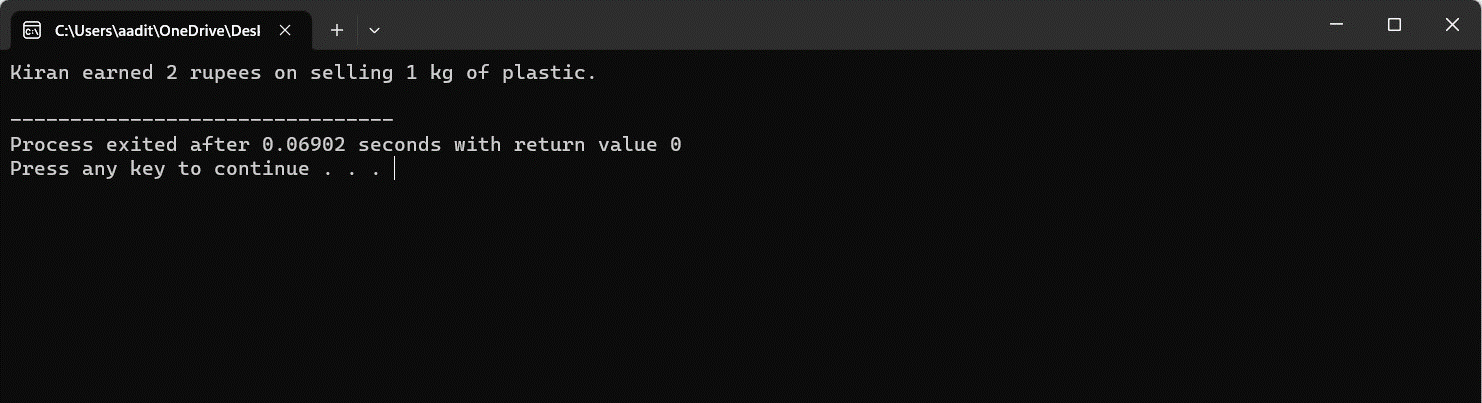 C:\Users\aadit\OneDrive\Desl
Kiran earned 2 rupees on selling 1 kg of plastic.
--------------------------------
Process exited after 0.06902 seconds with return value 0
Press any key to continue . . .